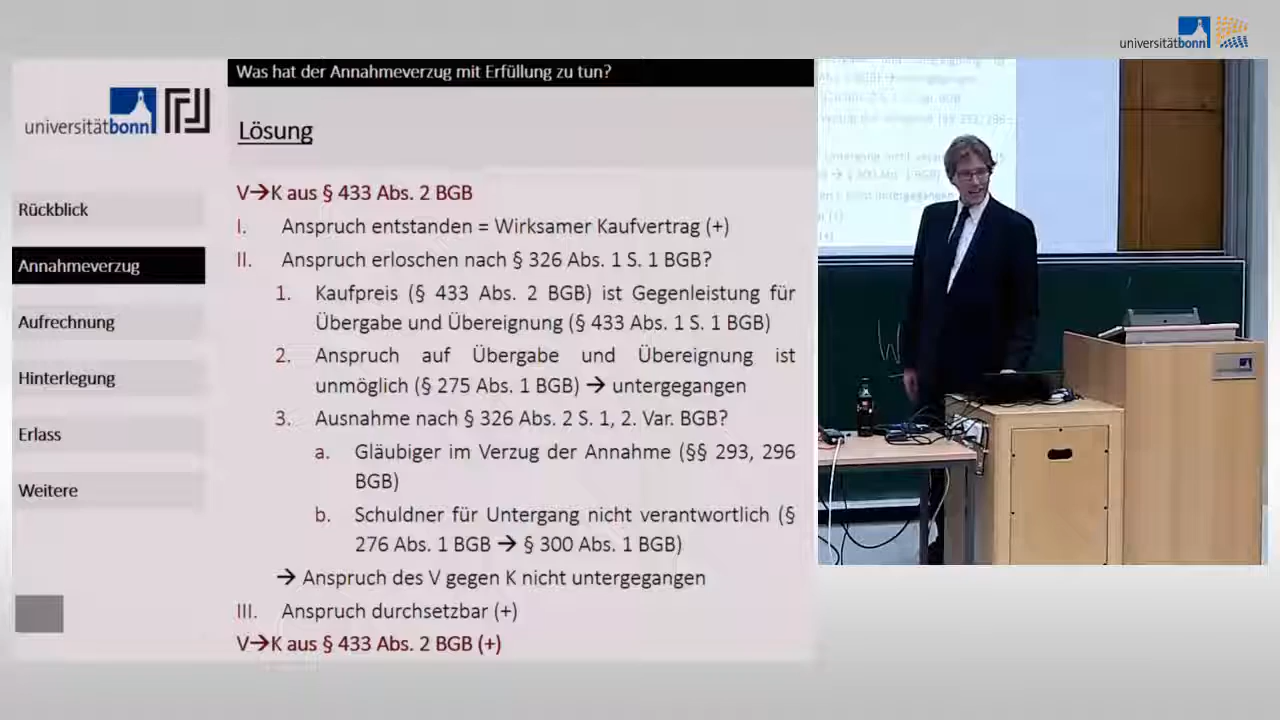 universitätbonn
Was hat der Annahmeverzug mit Erfüllung zu tun?
universitätbonn
Rückblick
Annahmeverzug
Aufrechnung
Hinterlegung
Erlass
Weitere
Lösung
V→K aus § 433 Abs. 2 BGB
I. Anspruch entstanden = Wirksamer Kaufvertrag (+)
II. Anspruch erloschen nach § 326 Abs. 1 S. 1 BGB?
1. Kaufpreis (§ 433 Abs. 2 BGB) ist Gegenleistung für
Übergabe und Übereignung (§ 433 Abs. 1 S. 1 BGB)
2. Anspruch auf Übergabe und Übereignung ist
unmöglich (§ 275 Abs. 1 BGB) → untergegangen
3. Ausnahme nach § 326 Abs. 2 S. 1, 2. Var. BGB?
a. Gläubiger im Verzug der Annahme (§§ 293, 296
BGB)
b. Schuldner für Untergang nicht verantwortlich (§
276 Abs. 1 BGB → § 300 Abs. 1 BGB)
→ Anspruch des V gegen K nicht untergegangen
III. Anspruch durchsetzbar (+)
V→K aus § 433 Abs. 2 BGB (+)